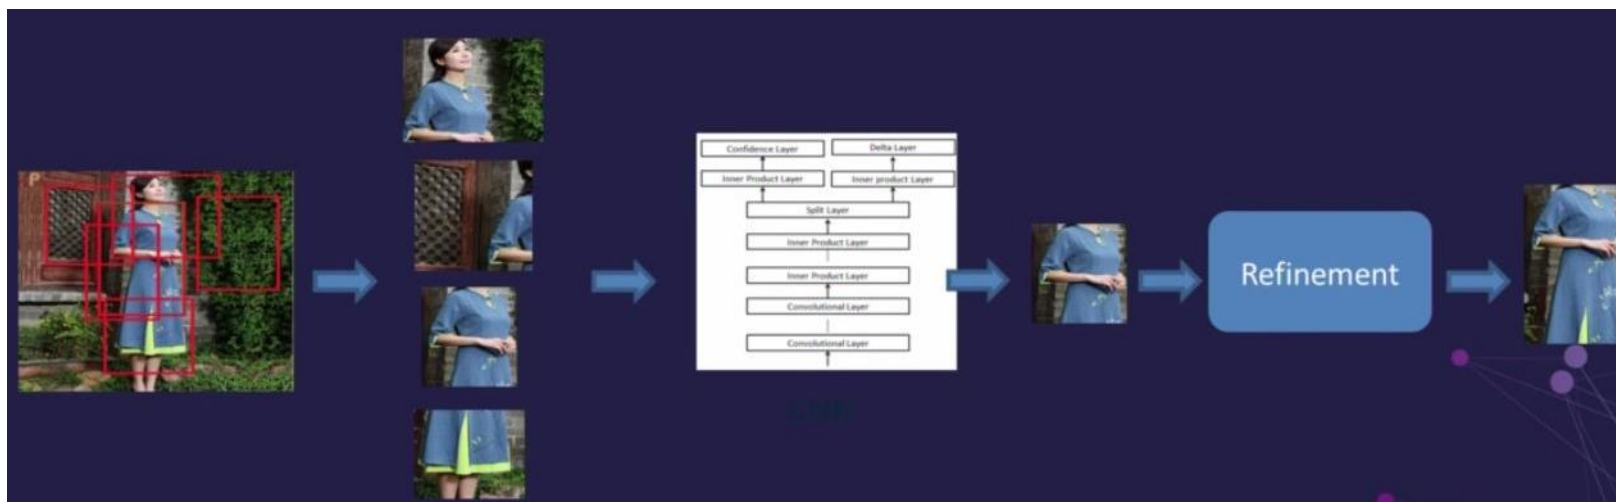 P
Confidence Layer
Delta Layer
Inner Product Layer
Inner product Layer
Split Layer
Inner Product Layer
Inner Product Layer
Convolutional Layer
Convolutional Layer
CNN
Refinement